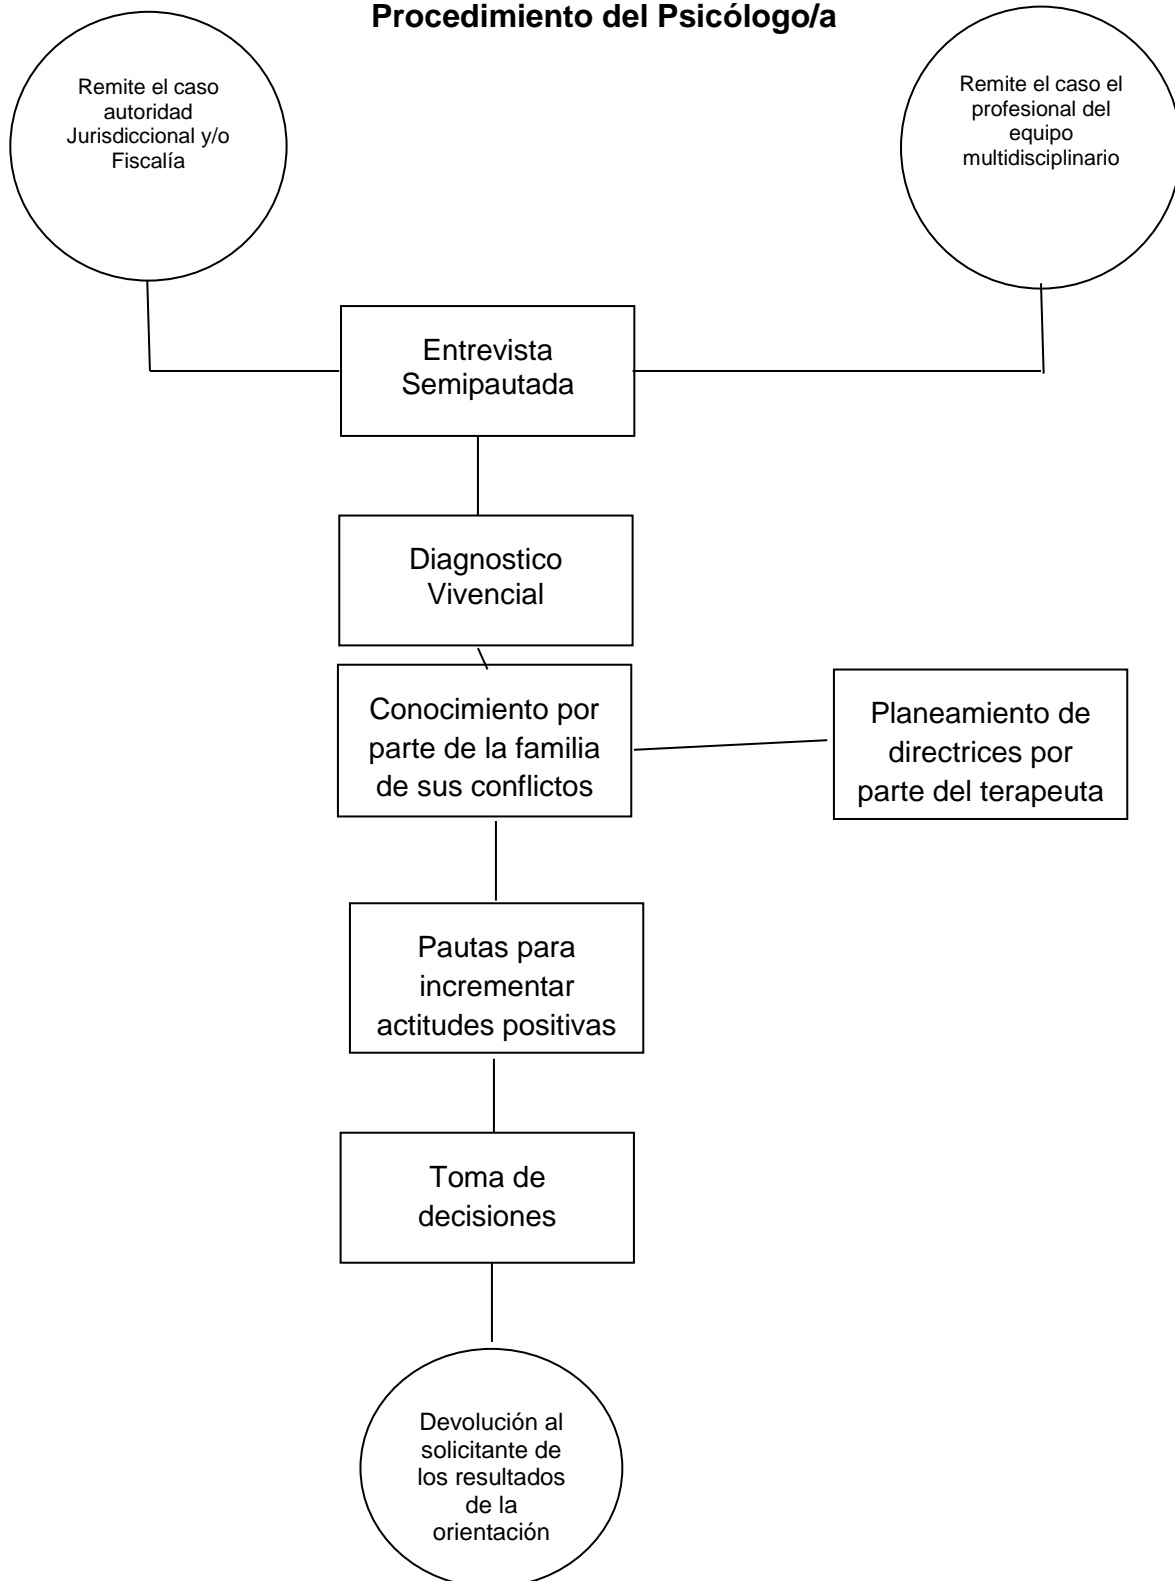 Procedimiento del Psicólogo/a
Remite el caso
autoridad
Jurisdiccional y/o
Fiscalía
Remite el caso el
profesional del
equipo
multidisciplinario
Entrevista
Semipautada
Diagnostico
Vivencial
Conocimiento por
parte de la familia
de sus conflictos
Planeamiento de
directrices por
parte del terapeuta
Pautas para
incrementar
actitudes positivas
Toma de
decisiones
Devolución al
solicitante de
los resultados
de la
orientación